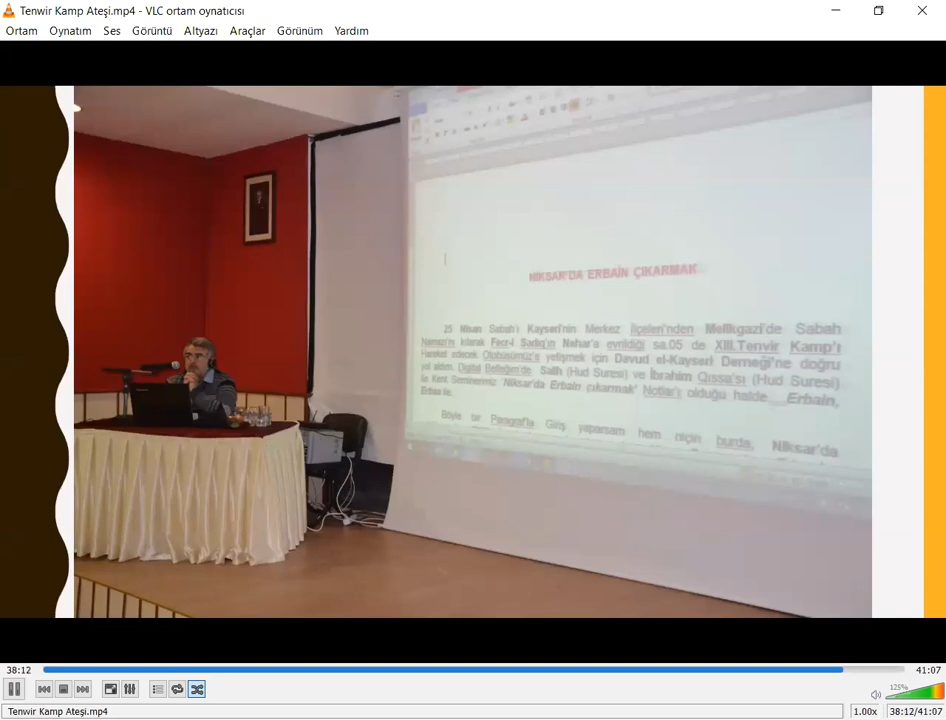 Tenwir Kamp Ateşi.mp4 - VLC ortam oynatıcısı
Ortam Oynatım Ses Görüntü Altyazı Araçlar Görünüm Yardım
NİKSAR'DA ERBAİN ÇIKARMAK
25 Nisan Sabah'ı Kayseri'nin Merkez İlçeleri'nden Melikgazi'de Sabah
Namazı'nı kılarak Fecr-i Sadıq'ın Nehar'a evrildiği sa.05 de XIII.Tenvir Kamp'ı
Hareket edecek Otobüsümüz'e yetişmek için Davud el-Kayseri Derneği'ne doğru
yol aldım. Digital Belleğim'de Salih (Hud Suresi) ve İbrahim Qıssa'sı (Hud Suresi)
ile Kent Seminerimiz 'Niksar'da Erbain çıkarmak' Notları'ı olduğu halde Erbain,
Böyle bir Paragraf'la Giriş yaparsam hem niçin burda, Niksar'da
38:12
41:07
125%
Tenwir Kamp Ateşi.mp4
1.00x
38:12/41:07